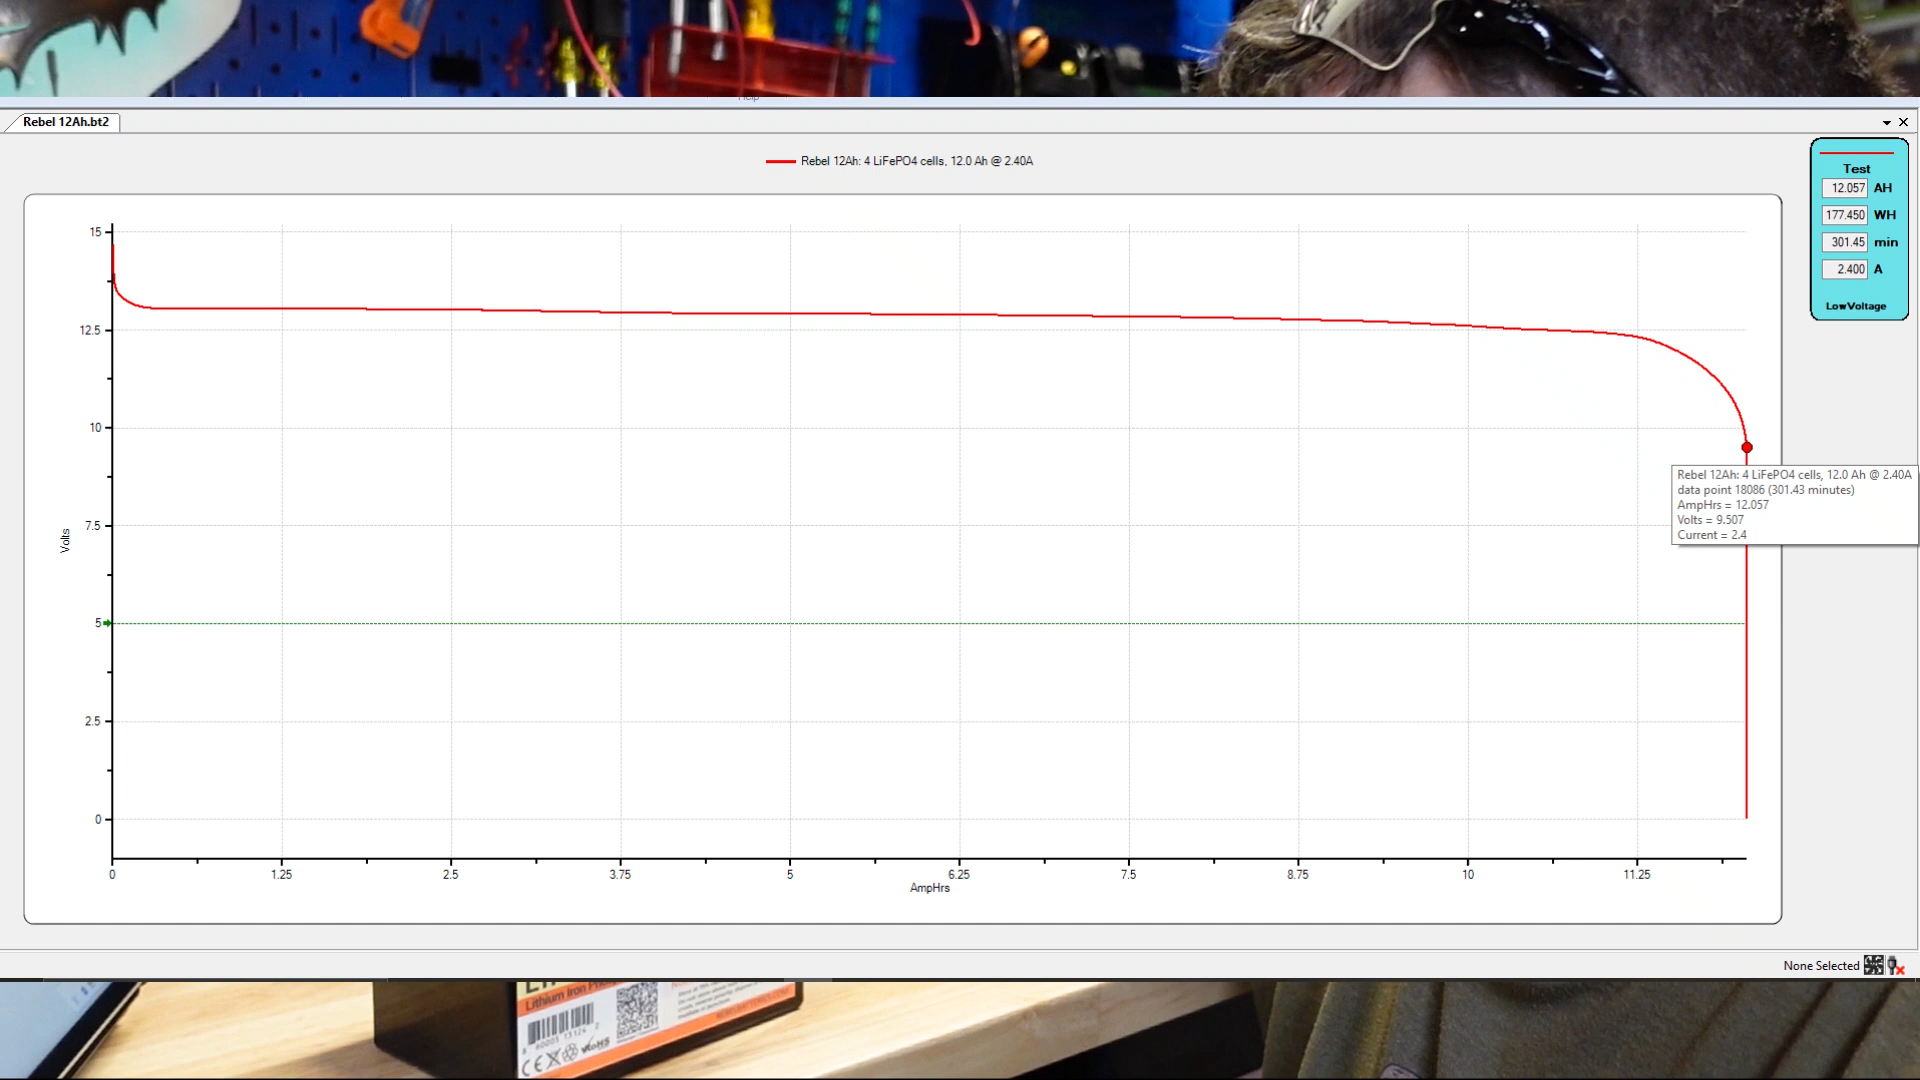 Rebel 12Ah.bt2
Rebel 12Ah: 4 LiFePO4 cells, 12.0 Ah @ 2.40A
Test
12.057 AH
177.450 WH
301.45 min
2.400 A
LowVoltage
15
12.5
10
7.5
5
2.5
0
Volts
Rebel 12Ah: 4 LiFePO4 cells, 12.0 Ah @ 2.40A
data point 18086 (301.43 minutes)
AmpHrs = 12.057
Volts = 9.507
Current = 2.4
0 1.25 2.5 3.75 5 6.25 7.5 8.75 10 11.25
AmpHrs
None Selected
Lithium Iron
CE
RoHS